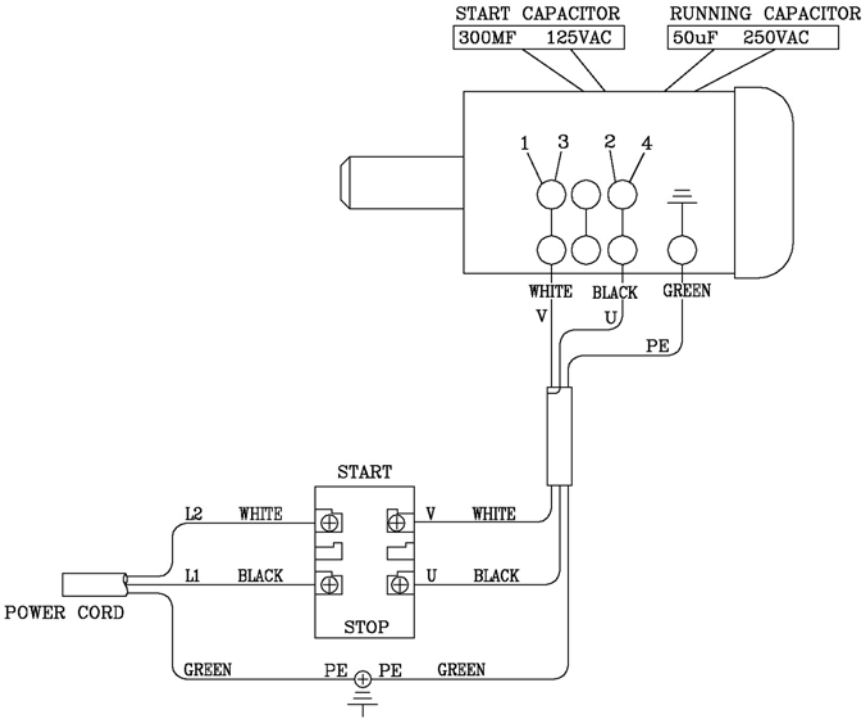 START CAPACITOR
300MF 125VAC
RUNNING CAPACITOR
50uF 250VAC
1 3 2 4
WHITE BLACK GREEN
V U
PE
START
L2 WHITE V WHITE
L1 BLACK U BLACK
POWER CORD
STOP
GREEN PE PE GREEN